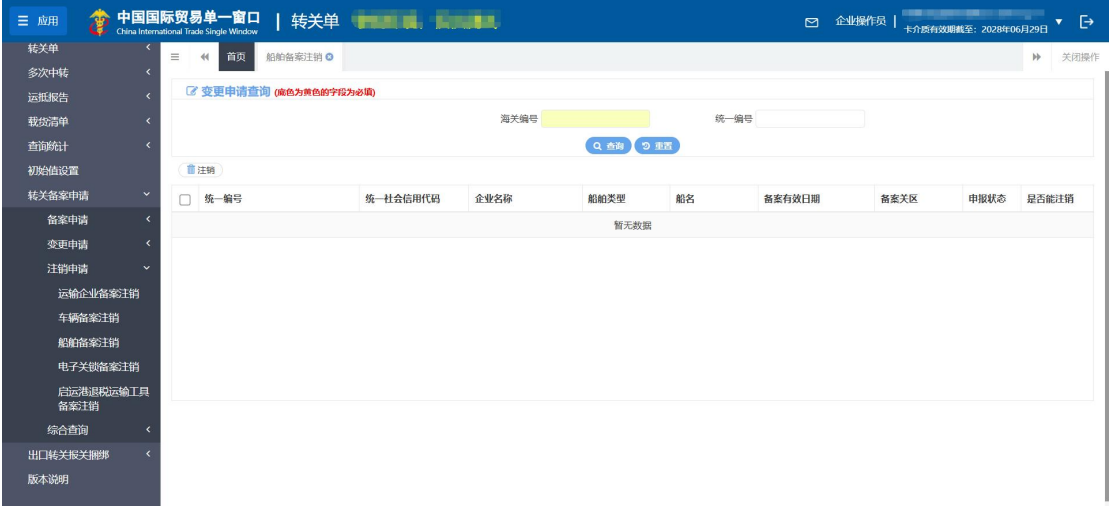 应用
中国国际贸易单一窗口
China International Trade Single Window
转关单
企业操作员
卡介质有效期截至：2028年06月29日
转关单
多次中转
运抵报告
载货清单
查询统计
初始值设置
转关备案申请
备案申请
变更申请
注销申请
运输企业备案注销
车辆备案注销
船舶备案注销
电子关锁备案注销
启运港退税运输工具
备案注销
综合查询
出口转关报关捆绑
版本说明
首页
船舶备案注销
关闭操作
变更申请查询 (底色为黄色的字段为必填)
海关编号
统一编号
查询
重置
注销
统一编号 统一社会信用代码 企业名称 船舶类型 船名 备案有效日期 备案关区 申报状态 是否能注销
暂无数据